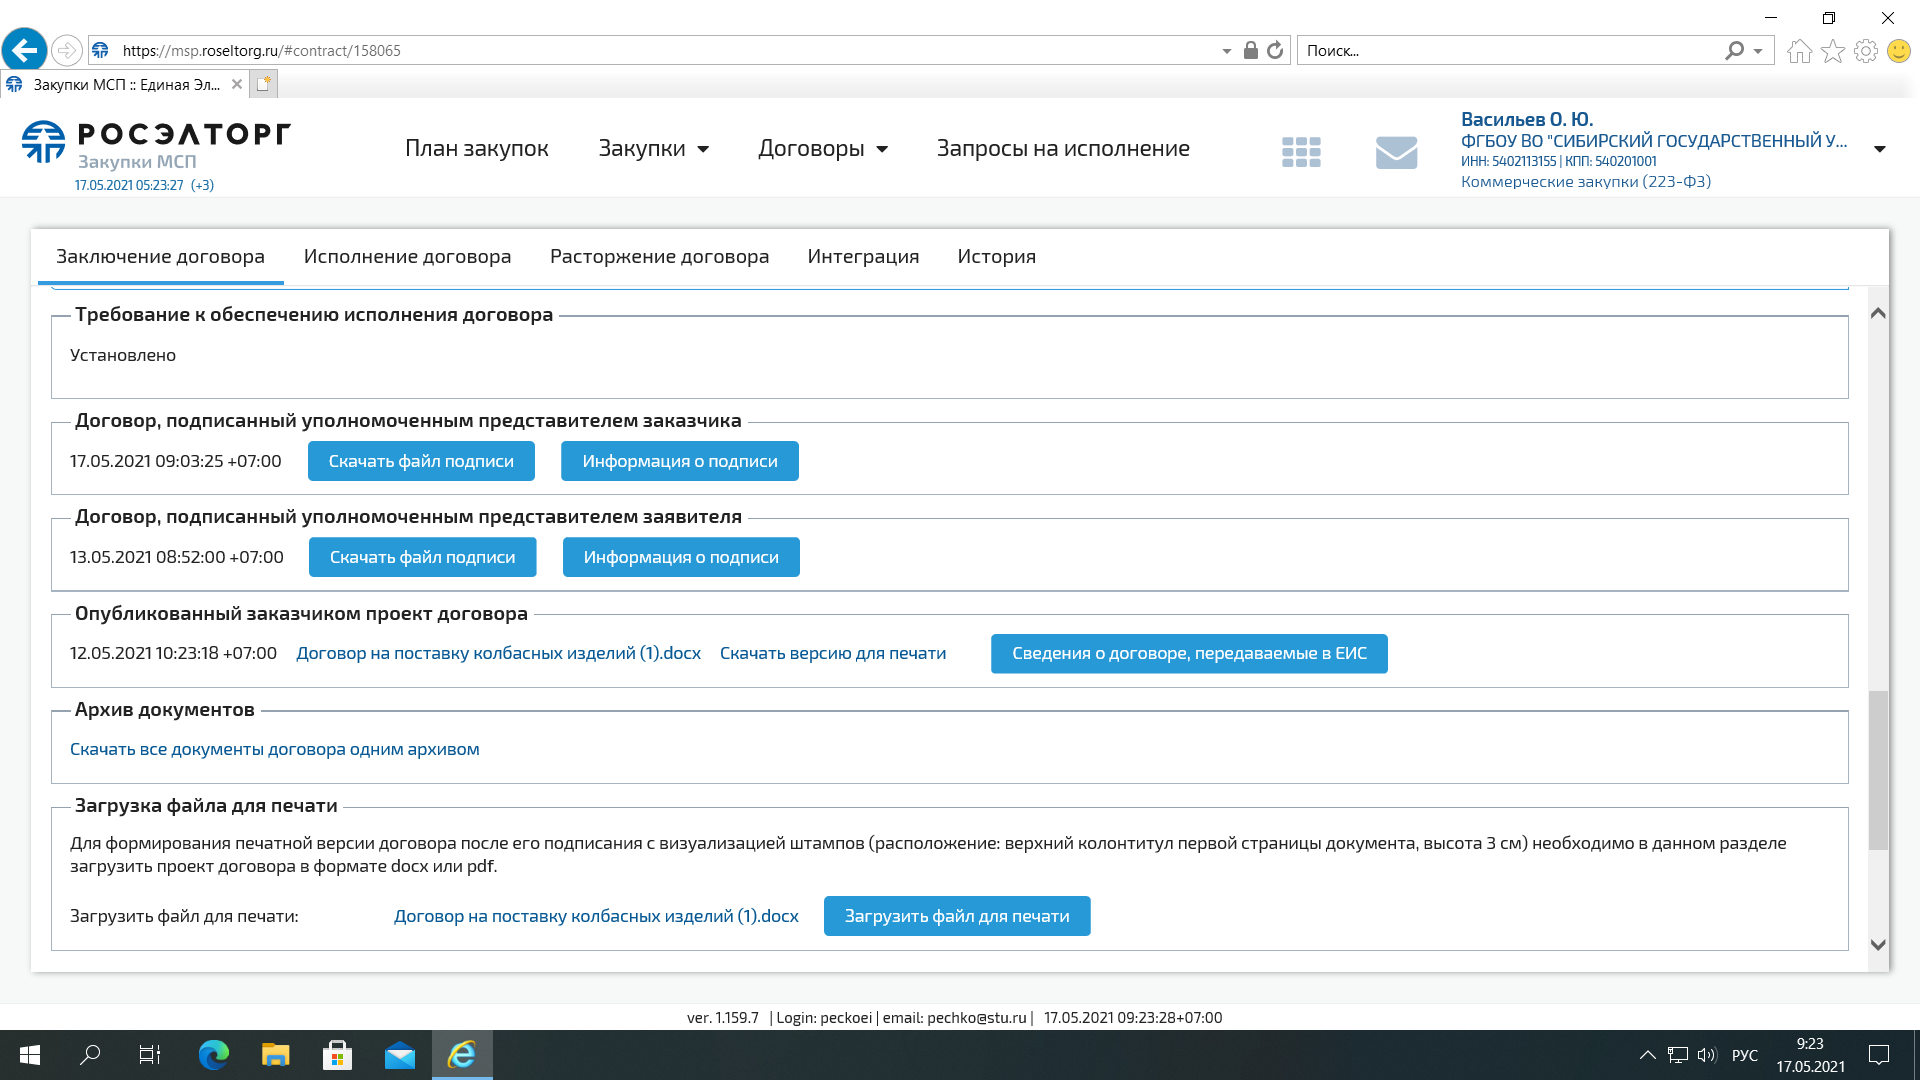 https://msp.roseltorg.ru/#contract/158065
Поиск...
Закупки МСП :: Единая Эл...
РОСЭЛТОРГ
Закупки МСП
17.05.2021 05:23:27 (+3)
План закупок
Закупки
Договоры
Запросы на исполнение
Васильев О. Ю.
ФГБОУ ВО "СИБИРСКИЙ ГОСУДАРСТВЕННЫЙ У...
ИНН: 5402113155 | КПП: 540201001
Коммерческие закупки (223-ФЗ)
Заключение договора
Исполнение договора
Расторжение договора
Интеграция
История
Требование к обеспечению исполнения договора
Установлено
Договор, подписанный уполномоченным представителем заказчика
17.05.2021 09:03:25 +07:00 Скачать файл подписи Информация о подписи
Договор, подписанный уполномоченным представителем заявителя
13.05.2021 08:52:00 +07:00 Скачать файл подписи Информация о подписи
Опубликованный заказчиком проект договора
12.05.2021 10:23:18 +07:00 Договор на поставку колбасных изделий (1).docx Скачать версию для печати Сведения о договоре, передаваемые в ЕИС
Архив документов
Скачать все документы договора одним архивом
Загрузка файла для печати
Для формирования печатной версии договора после его подписания с визуализацией штампов (расположение: верхний колонтитул первой страницы документа, высота 3 см) необходимо в данном разделе
загрузить проект договора в формате docx или pdf.
Загрузить файл для печати: Договор на поставку колбасных изделий (1).docx Загрузить файл для печати
ver. 1.159.7 | Login: peckoei | email: pechko@stu.ru | 17.05.2021 09:23:28+07:00
РУС
9:23
17.05.2021